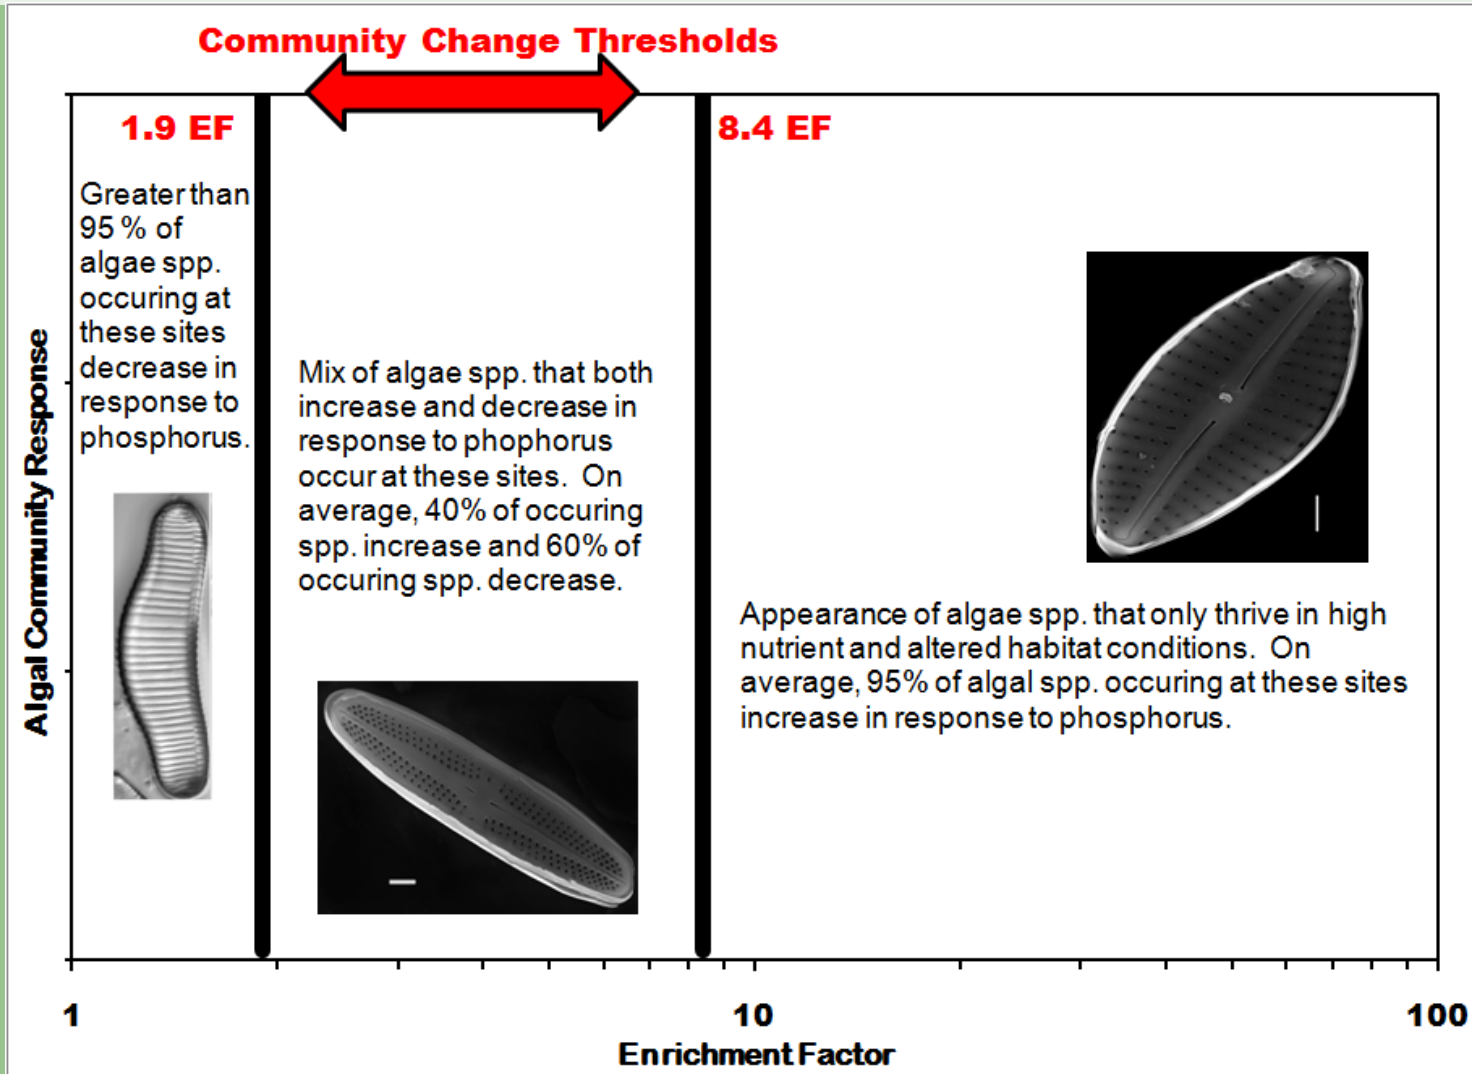 Community Change Thresholds
1.9 EF
8.4 EF
Greater than
95 % of
algae spp.
occuring at
these sites
decrease in
response to
phosphorus.
Mix of algae spp. that both
increase and decrease in
response to phophorus
occur at these sites. On
average, 40% of occuring
spp. increase and 60% of
occuring spp. decrease.
Appearance of algae spp. that only thrive in high
nutrient and altered habitat conditions. On
average, 95% of algal spp. occuring at these sites
increase in response to phosphorus.
Algal Community Response
1
10
100
Enrichment Factor